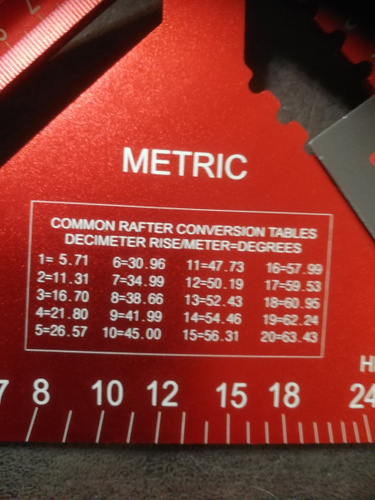 METRIC
COMMON RAFTER CONVERSION TABLES
DECIMETER RISE/METER=DEGREES
1= 5.71 6=30.96 11=47.73 16=57.99
2=11.31 7=34.99 12=50.19 17=59.53
3=16.70 8=38.66 13=52.43 18=60.95
4=21.80 9=41.99 14=54.46 19=62.24
5=26.57 10=45.00 15=56.31 20=63.43
7 8 10 12 15 18 24